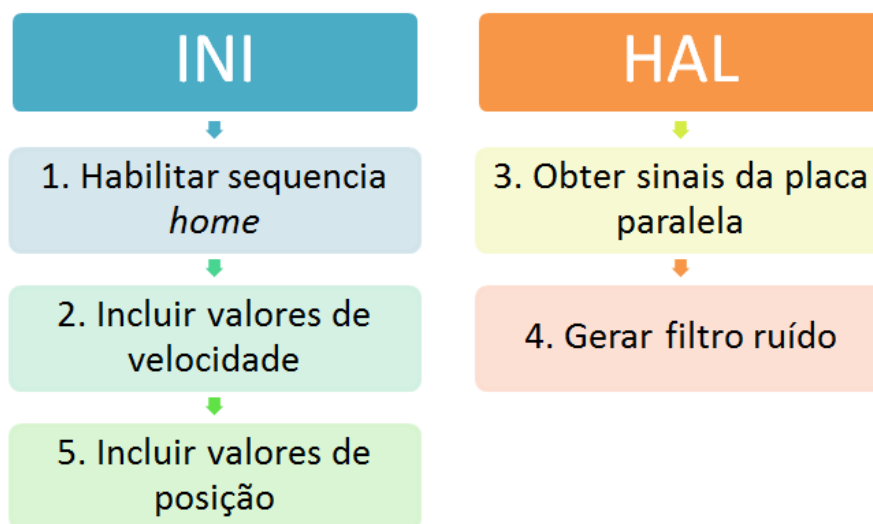 INI
1. Habilitar sequencia
home
2. Incluir valores de
velocidade
5. Incluir valores de
posição
HAL
3. Obter sinais da placa
paralela
4. Gerar filtro ruído